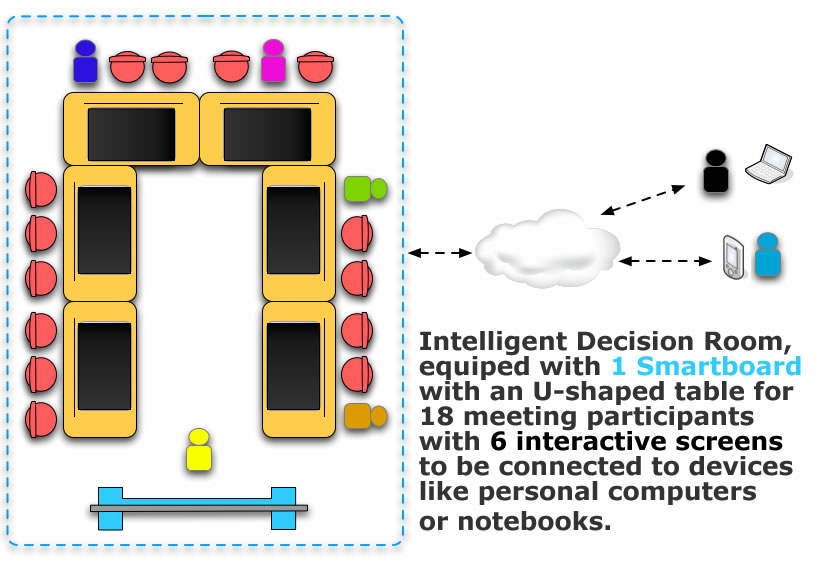 Intelligent Decision Room,
equiped with 1 Smartboard
with an U-shaped table for
18 meeting participants
with 6 interactive screens
to be connected to devices
like personal computers
or notebooks.